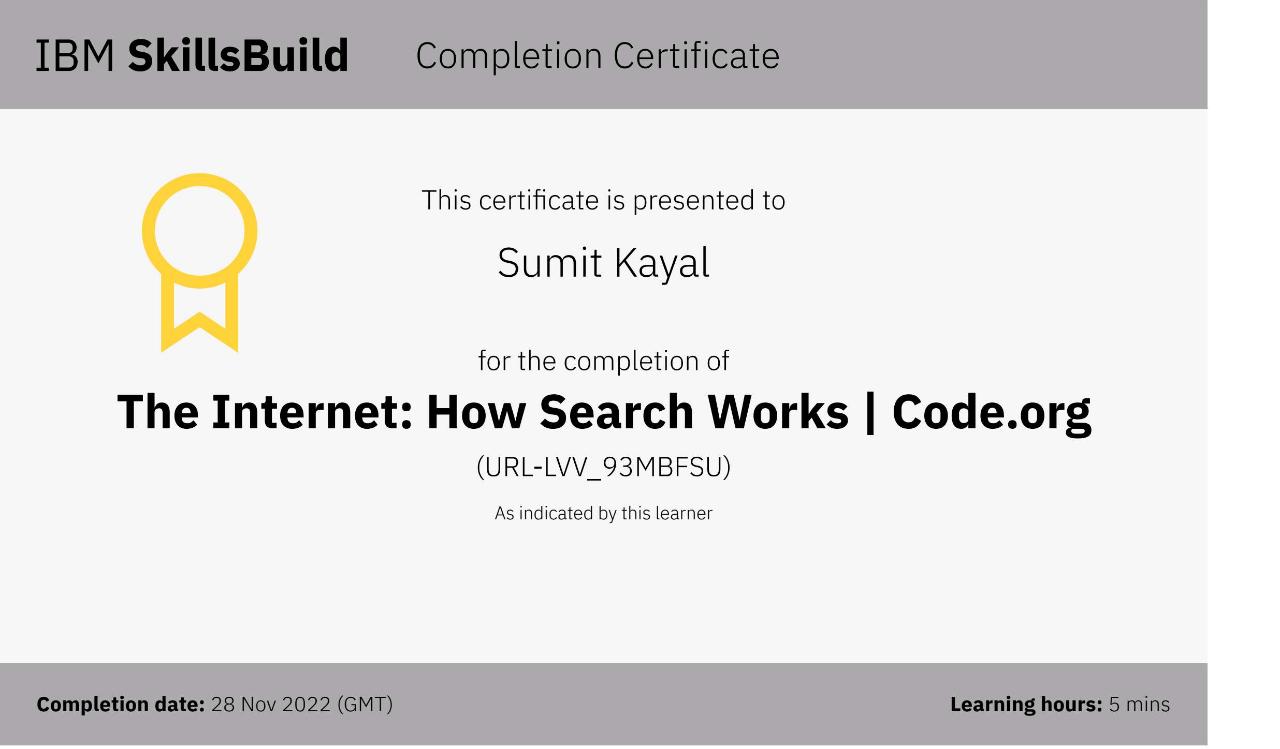 IBM SkillsBuild Completion Certificate
This certificate is presented to
Sumit Kayal
for the completion of
The Internet: How Search Works | Code.org
(URL-LVV_93MBFSU)
As indicated by this learner
Completion date: 28 Nov 2022 (GMT) Learning hours: 5 mins